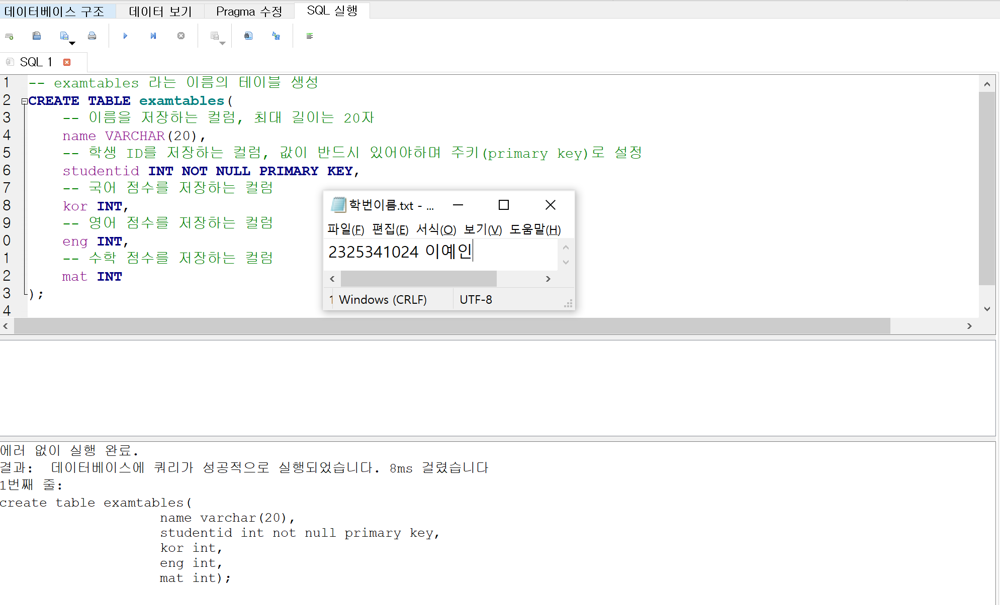 데이터베이스 구조 데이터 보기 Pragma 수정 SQL 실행
SQL 1
1 -- examtables 라는 이름의 테이블 생성
2 CREATE TABLE examtables(
3 -- 이름을 저장하는 컬럼, 최대 길이는 20자
4 name VARCHAR(20),
5 -- 학생 ID를 저장하는 컬럼, 값이 반드시 있어야하며 주키(primary key)로 설정
6 studentid INT NOT NULL PRIMARY KEY,
7 -- 국어 점수를 저장하는 컬럼
8 kor INT,
9 -- 영어 점수를 저장하는 컬럼
0 eng INT,
1 -- 수학 점수를 저장하는 컬럼
2 mat INT
3 );
4
학번이름.txt - ...
파일(F) 편집(E) 서식(O) 보기(V) 도움말(H)
2325341024 이예인
1 Windows (CRLF) UTF-8
에러 없이 실행 완료.
결과: 데이터베이스에 쿼리가 성공적으로 실행되었습니다. 8ms 걸렸습니다
1번째 줄:
create table examtables(
name varchar(20),
studentid int not null primary key,
kor int,
eng int,
mat int);